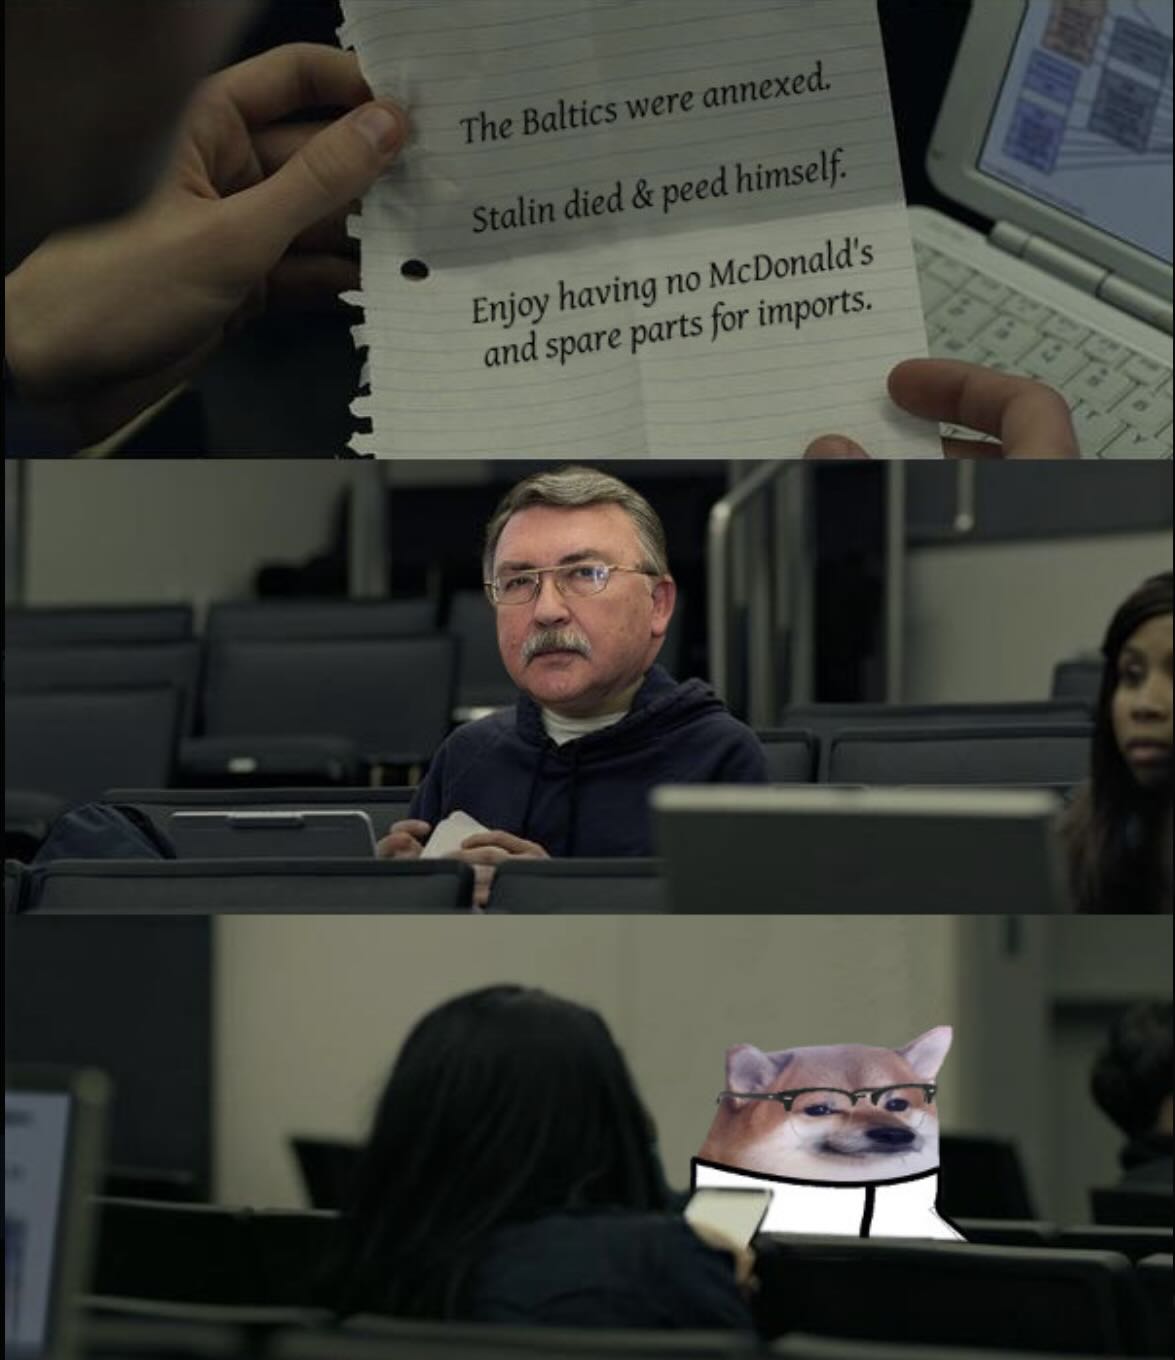 The Baltics were annexed.
Stalin died & peed himself.
Enjoy having no McDonald's
and spare parts for imports.